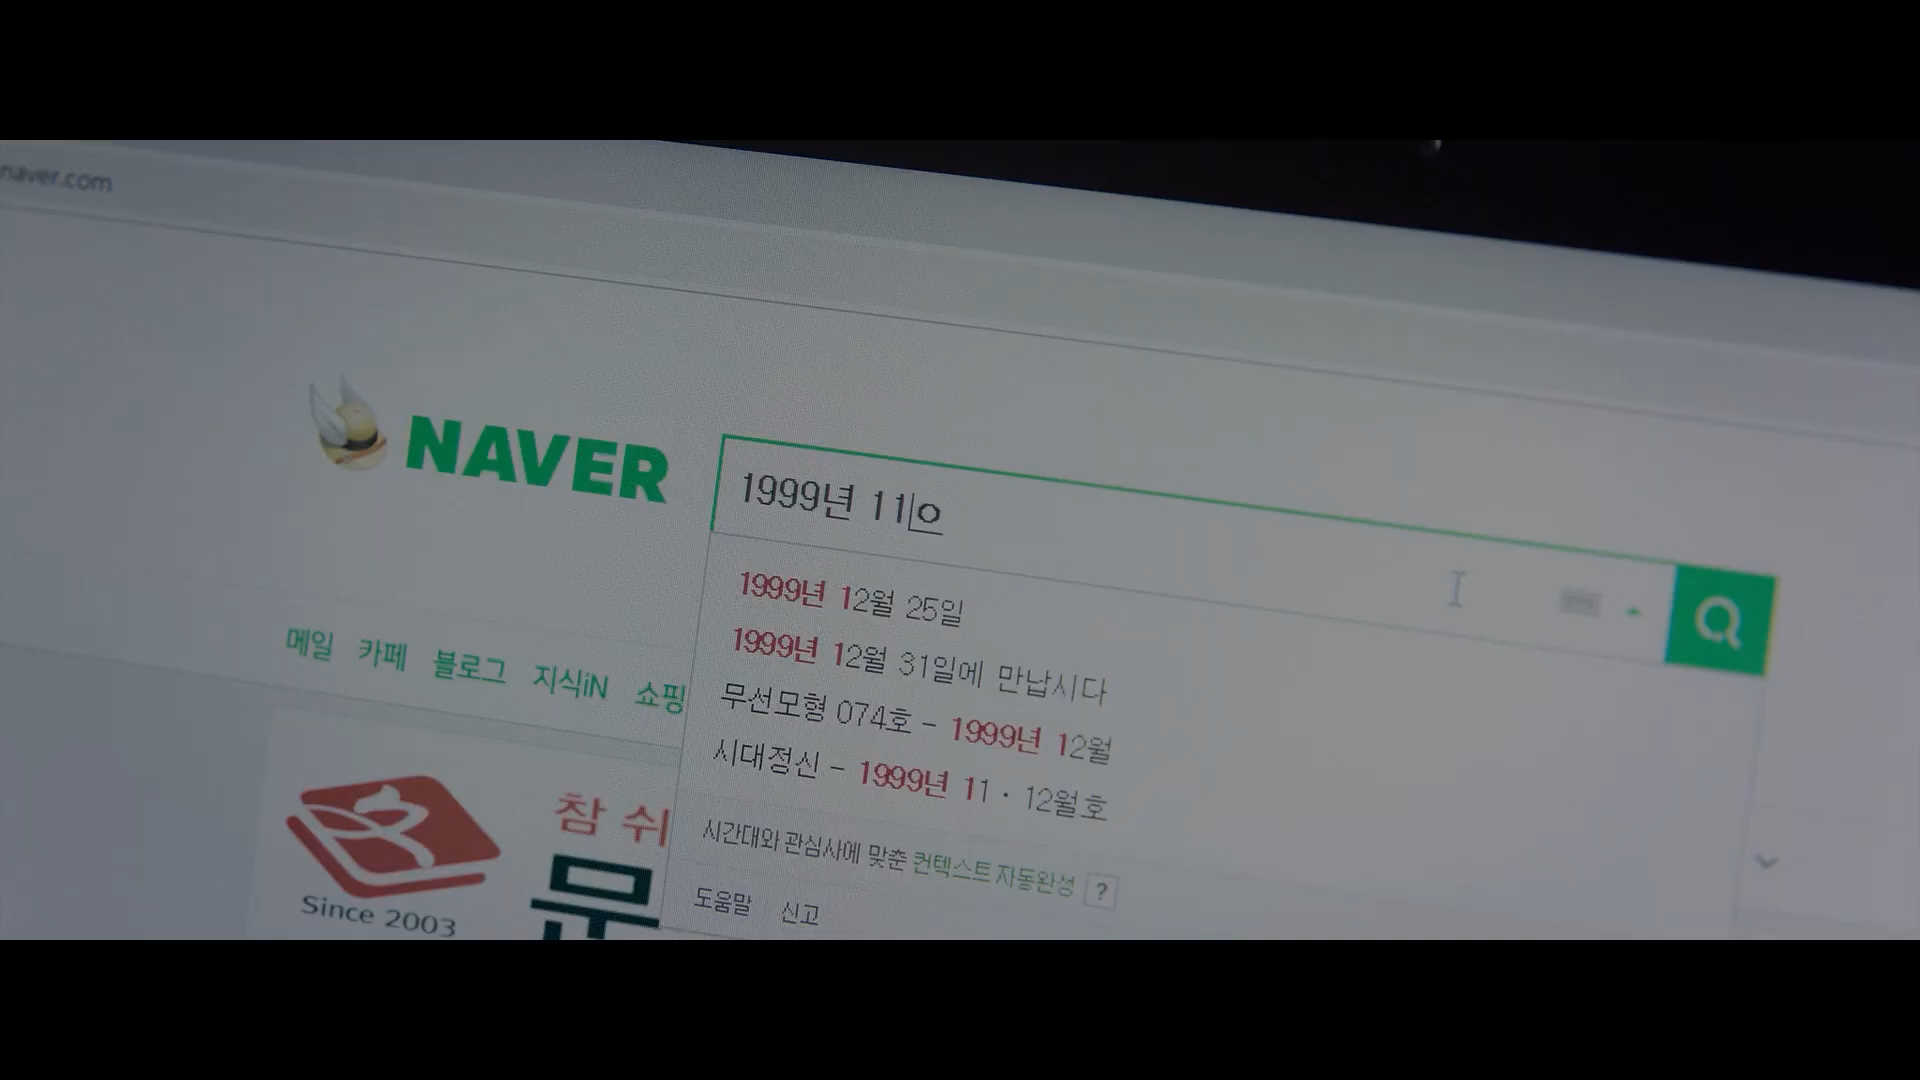 naver.com
NAVER
1999년 11ㅇ
1999년 12월 25일
1999년 12월 31일에 만납시다
무선모형 074호 - 1999년 12월
시대정신 - 1999년 11 · 12월호
시간대와 관심사에 맞춘 컨텍스트 자동완성 ?
도움말 신고
메일 카페 블로그 지식iN 쇼핑
참 쉬
Since 2003